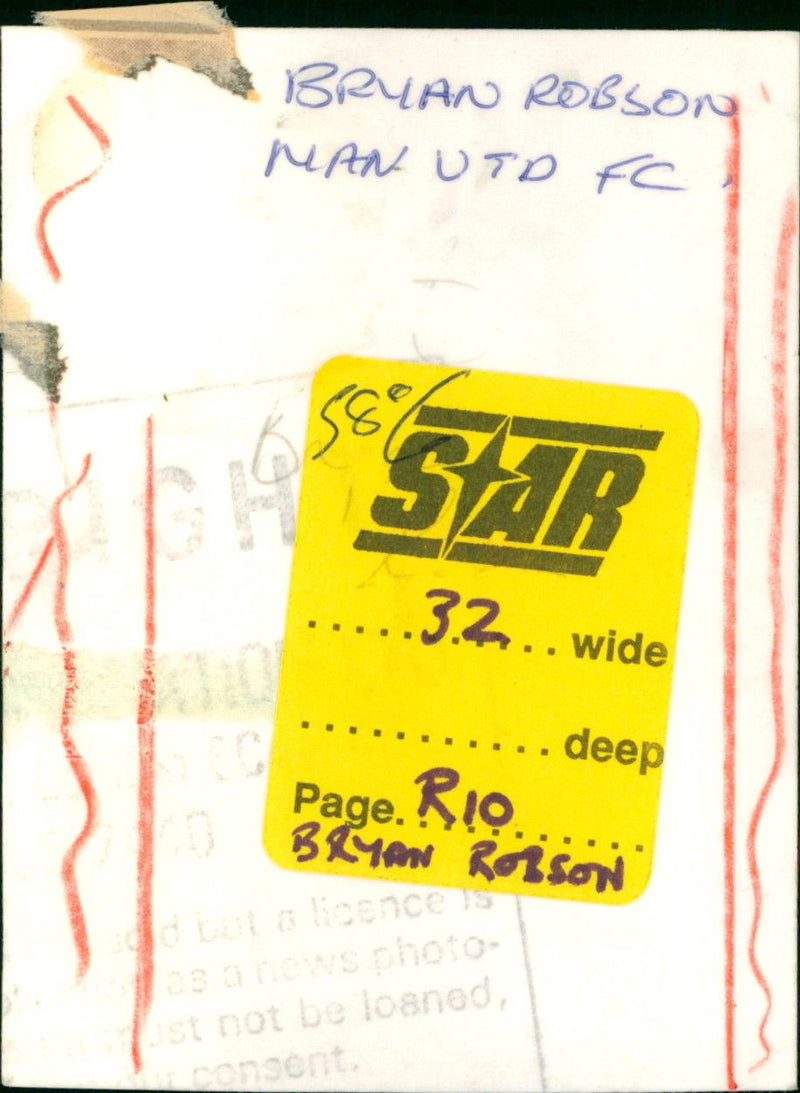 BRYAN ROBSON
MAN UTD FC.
58%
STAR
.....32..... wide
............ deep
Page. R10
BRYAN ROBSON
but a licence is
as a news photo-
not be loaned,
consent.